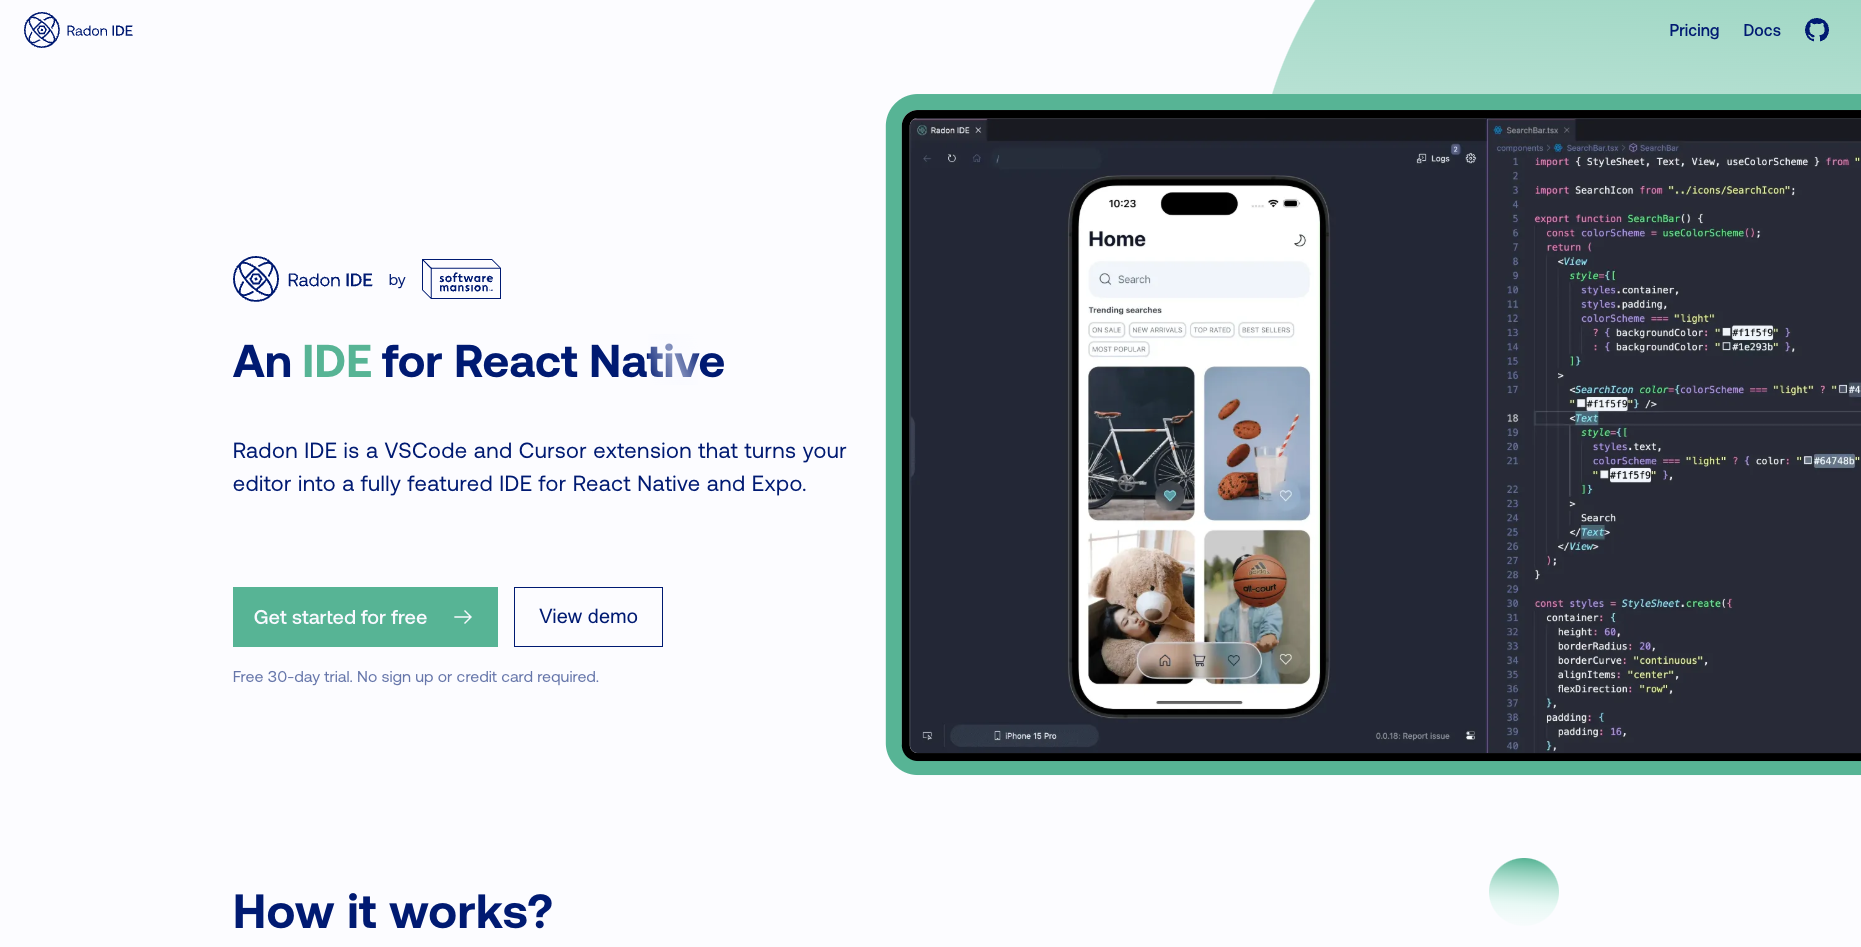 Radon IDE
Pricing
Docs
Radon IDE by software mansion
An IDE for React Native
Radon IDE is a VSCode and Cursor extension that turns your
editor into a fully featured IDE for React Native and Expo.
Get started for free
View demo
Free 30-day trial. No sign up or credit card required.
Radon IDE
/
Logs
2
10:23
Home
Search
Trending searches
ON SALE
NEW ARRIVALS
TOP RATED
BEST SELLERS
MOST POPULAR
adidas
all-court
iPhone 15 Pro
0.0.18: Report issue
SearchBar.tsx
components > SearchBar.tsx > SearchBar
1 import { StyleSheet, Text, View, useColorScheme } from "
2
3 import SearchIcon from "../icons/SearchIcon";
4
5 export function SearchBar() {
6 const colorScheme = useColorScheme();
7 return (
8 <View
9 style={[
10 styles.container,
11 styles.padding,
12 colorScheme === "light"
13 ? { backgroundColor: "#f1f5f9" }
14 : { backgroundColor: "#1e293b" },
15 ]}
16 >
17 <SearchIcon color={colorScheme === "light" ? "#4
"#f1f5f9"} />
18 <Text
19 style={[
20 styles.text,
21 colorScheme === "light" ? { color: "#64748b"
"#f1f5f9" },
22 ]}
23 >
24 Search
25 </Text>
26 </View>
27 );
28 }
29
30 const styles = StyleSheet.create({
31 container: {
32 height: 60,
33 borderRadius: 20,
34 borderCurve: "continuous",
35 alignItems: "center",
36 flexDirection: "row",
37 },
38 padding: {
39 padding: 16,
40 },
How it works?